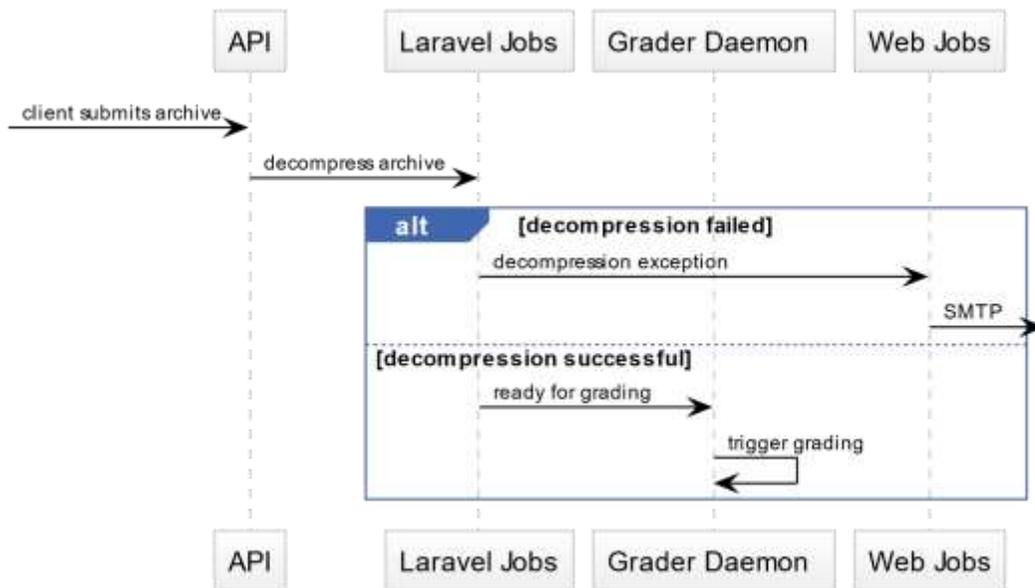 API
Laravel Jobs
Grader Daemon
Web Jobs
client submits archive
decompress archive
alt
[decompression failed]
decompression exception
SMTP
[decompression successful]
ready for grading
trigger grading
API
Laravel Jobs
Grader Daemon
Web Jobs